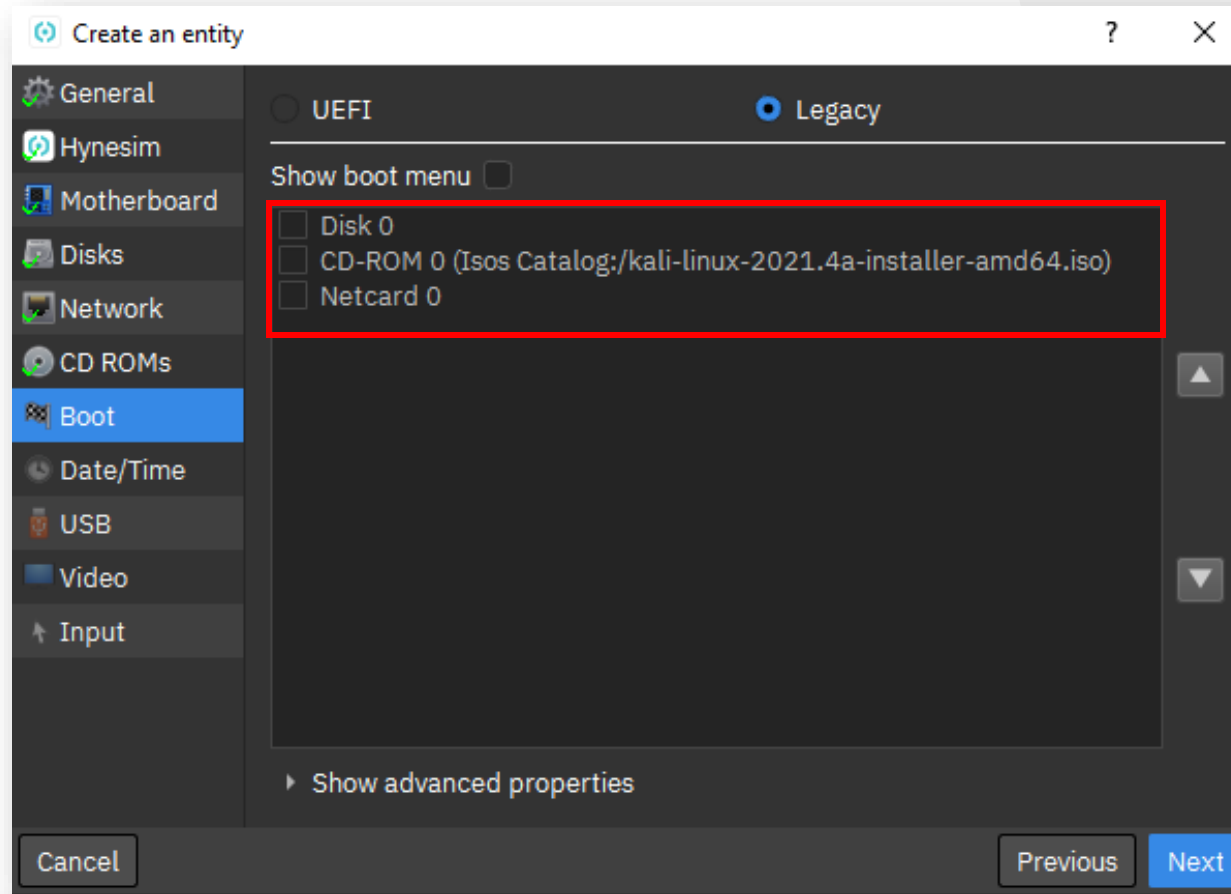 Create an entity
?
General
Hynesim
Motherboard
Disks
Network
CD ROMs
Boot
Date/Time
USB
Video
Input
UEFI
Legacy
Show boot menu
Disk 0
CD-ROM 0 (Isos Catalog:/kali-linux-2021.4a-installer-amd64.iso)
Netcard 0
Show advanced properties
Cancel
Previous
Next